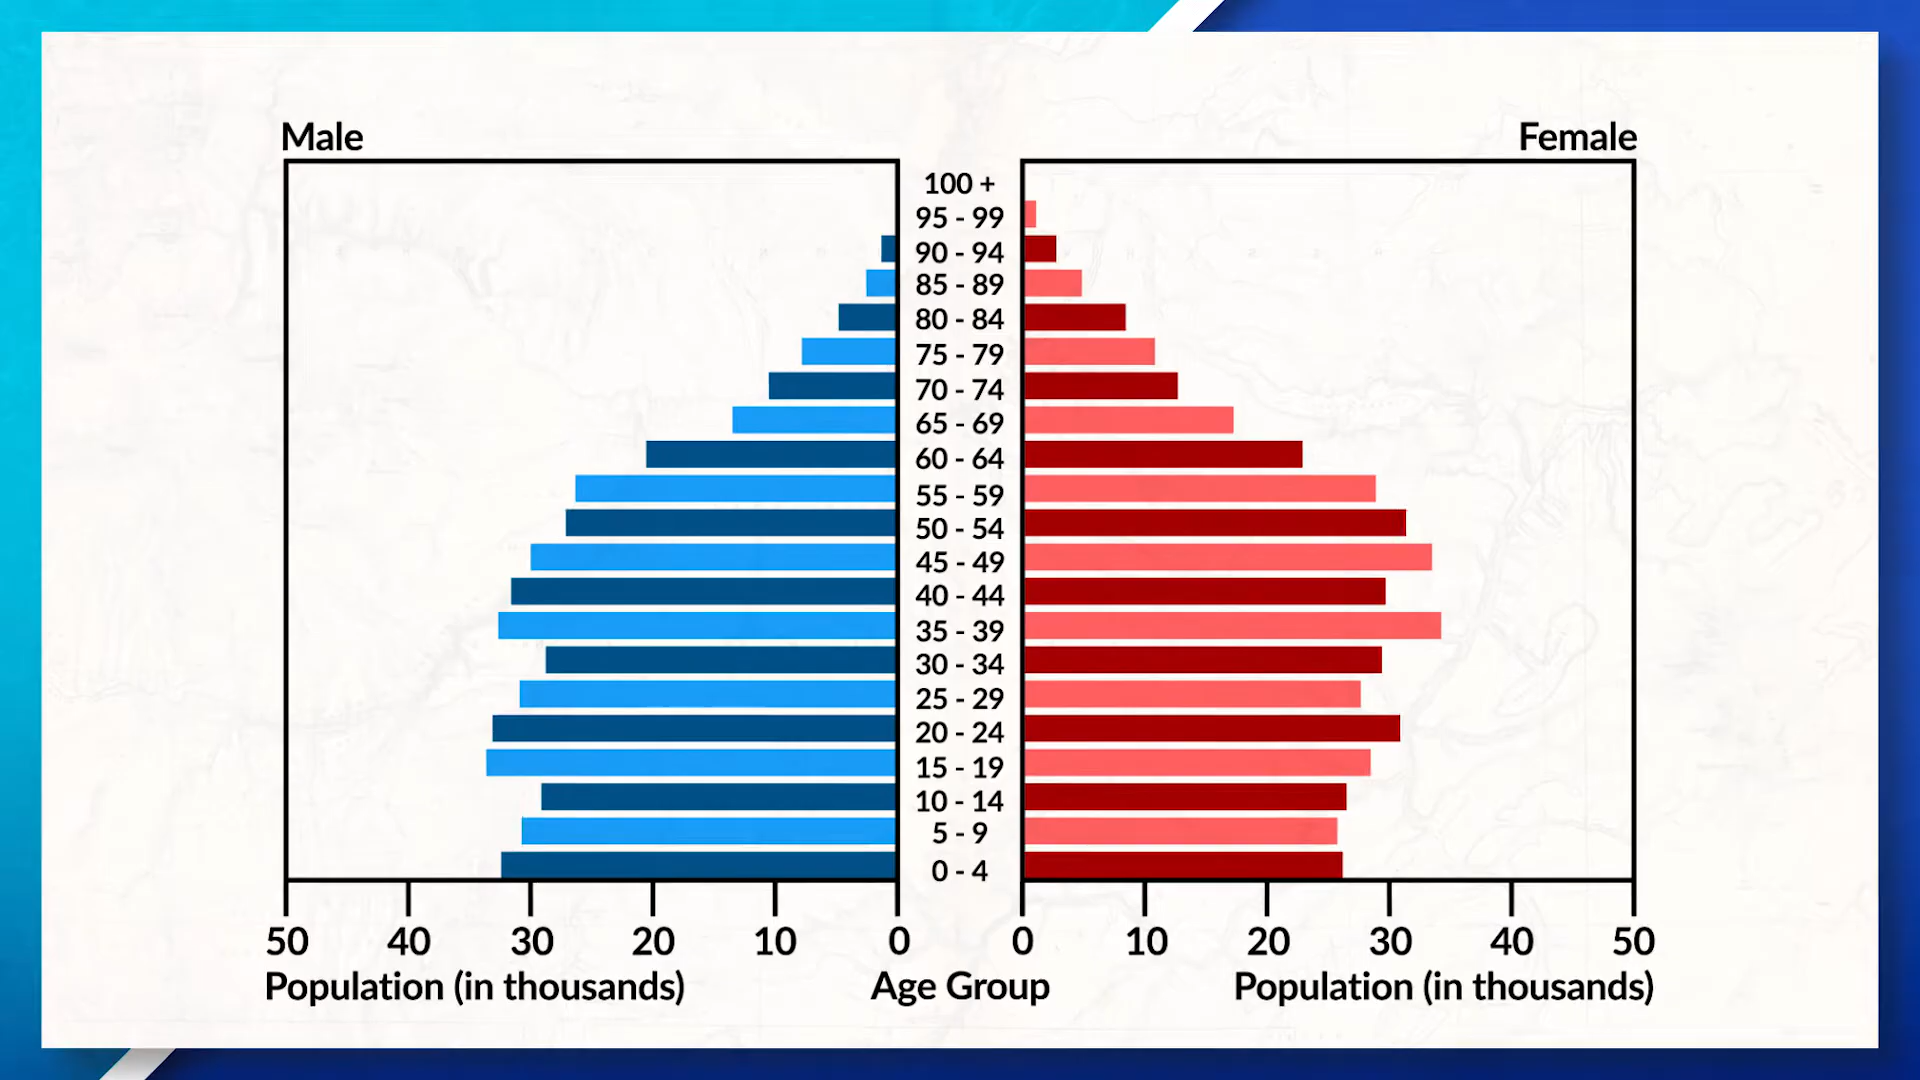 Male
Female
100 +
95 - 99
90 - 94
85 - 89
80 - 84
75 - 79
70 - 74
65 - 69
60 - 64
55 - 59
50 - 54
45 - 49
40 - 44
35 - 39
30 - 34
25 - 29
20 - 24
15 - 19
10 - 14
5 - 9
0 - 4
50 40 30 20 10 0 0 10 20 30 40 50
Population (in thousands) Age Group Population (in thousands)